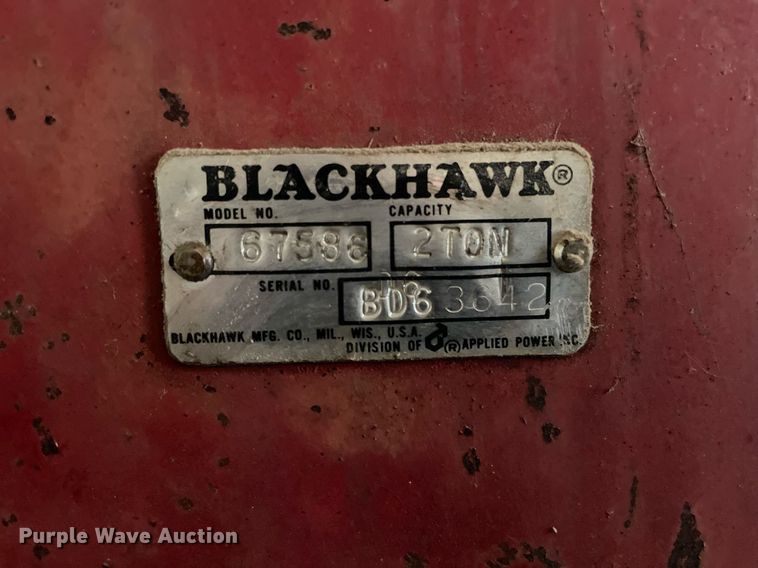 BLACKHAWK®
MODEL NO. CAPACITY
67586 2TON
SERIAL NO. BD6 3642
BLACKHAWK MFG. CO., MIL., WIS., U.S.A.
DIVISION OF ® APPLIED POWER INC.
Purple Wave Auction